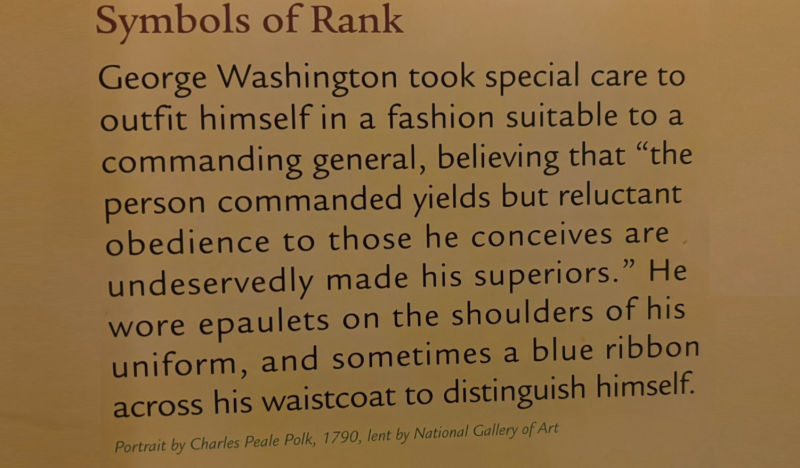 Symbols of Rank
George Washington took special care to
outfit himself in a fashion suitable to a
commanding general, believing that “the
person commanded yields but reluctant
obedience to those he conceives are
undeservedly made his superiors.” He
wore epaulets on the shoulders of his
uniform, and sometimes a blue ribbon
across his waistcoat to distinguish himself.
Portrait by Charles Peale Polk, 1790, lent by National Gallery of Art